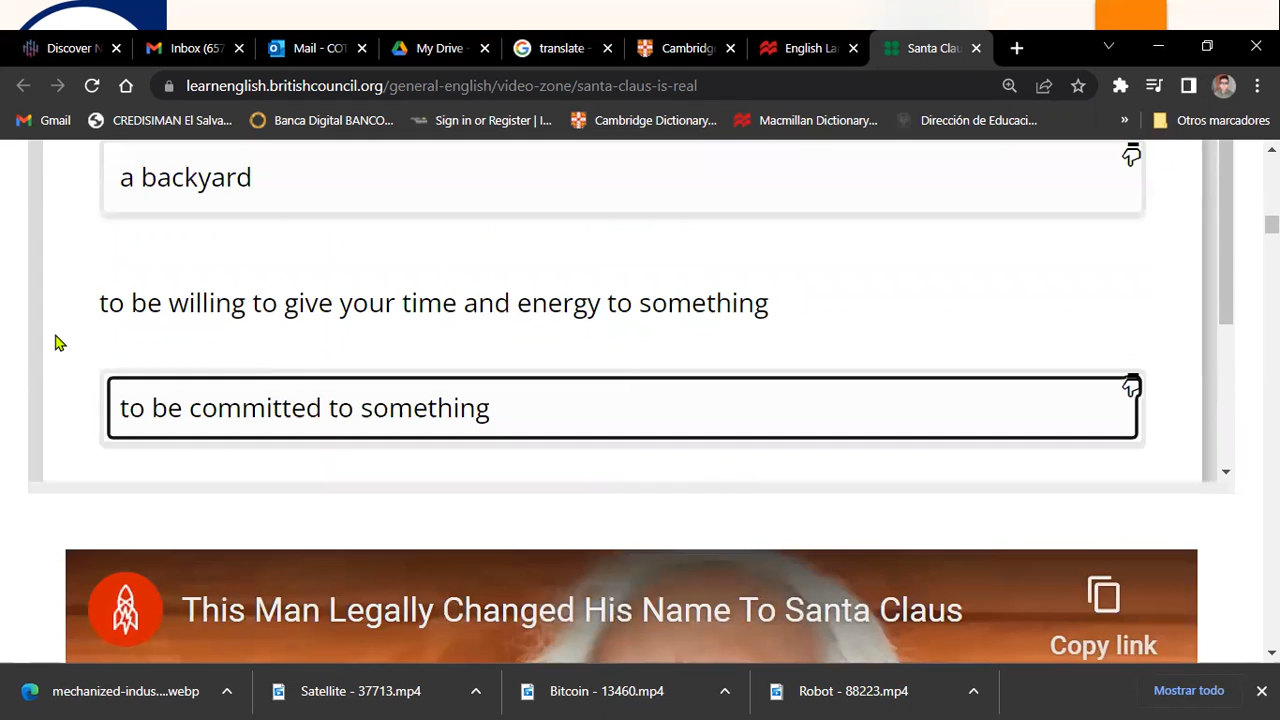 Discover N
Inbox (657
Mail - COT
My Drive -
translate -
Cambridge
English La
Santa Clau
learnenglish.britishcouncil.org/general-english/video-zone/santa-claus-is-real
Gmail
CREDISIMAN El Salva...
Banca Digital BANCO...
Sign in or Register | I...
Cambridge Dictionary...
Macmillan Dictionary...
Dirección de Educaci...
»
Otros marcadores
a backyard
to be willing to give your time and energy to something
to be committed to something
This Man Legally Changed His Name To Santa Claus
Copy link
mechanized-indus....webp
Satellite - 37713.mp4
Bitcoin - 13460.mp4
Robot - 88223.mp4
Mostrar todo